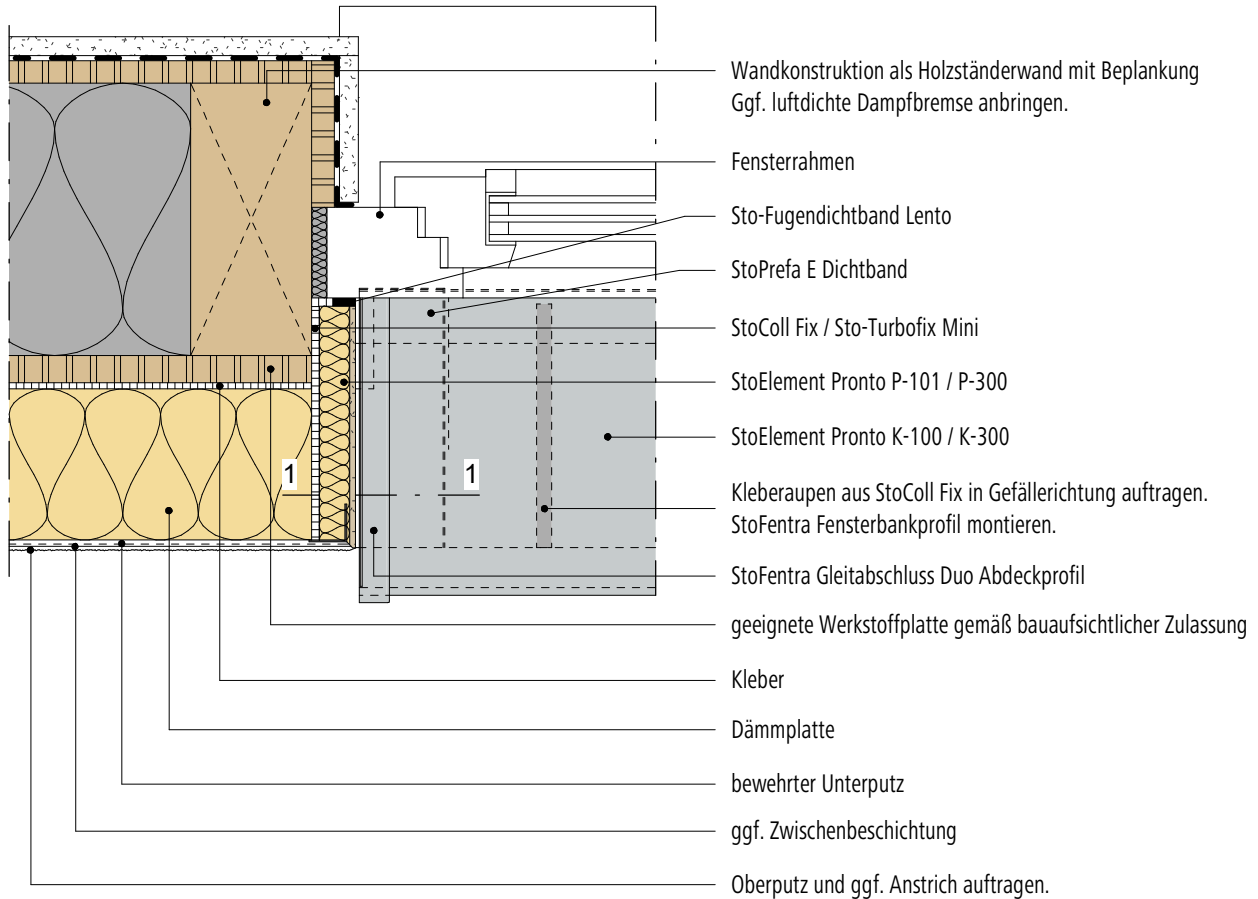 Wandkonstruktion als Holzständerwand mit Beplankung
Ggf. luftdichte Dampfbremse anbringen.
Fensterrahmen
Sto-Fugendichtband Lento
StoPrefa E Dichtband
StoColl Fix / Sto-Turbofix Mini
StoElement Pronto P-101 / P-300
StoElement Pronto K-100 / K-300
1 1
Kleberaupen aus StoColl Fix in Gefällerichtung auftragen.
StoFentra Fensterbankprofil montieren.
StoFentra Gleitabschluss Duo Abdeckprofil
geeignete Werkstoffplatte gemäß bauaufsichtlicher Zulassung
Kleber
Dämmplatte
bewehrter Unterputz
ggf. Zwischenbeschichtung
Oberputz und ggf. Anstrich auftragen.